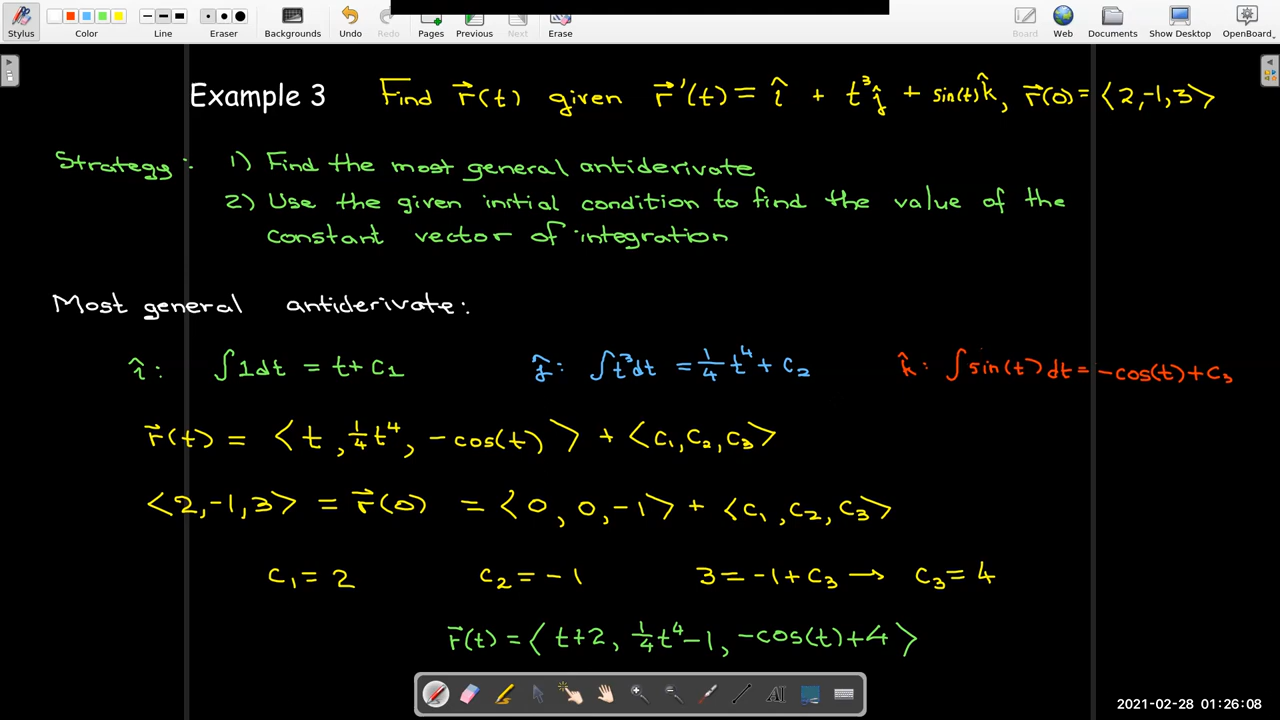 Stylus Color Line Eraser Backgrounds Undo Redo Pages Previous Next Erase Board Web Documents Show Desktop OpenBoard
Example 3 Find r⃗(t) given r⃗'(t) = î + t³ĵ + sin(t)k̂, r⃗(0) = ⟨2,-1,3⟩
Strategy: 1) Find the most general antiderivate
2) Use the given initial condition to find the value of the
constant vector of integration
Most general antiderivate:
î: ∫1dt = t+C₁ ĵ: ∫t³dt = 1/4 t⁴ + C₂ k̂: ∫sin(t)dt = -cos(t)+C₃
r⃗(t) = ⟨t, 1/4 t⁴, -cos(t)⟩ + ⟨C₁, C₂, C₃⟩
⟨2,-1,3⟩ = r⃗(0) = ⟨0, 0, -1⟩ + ⟨C₁, C₂, C₃⟩
C₁ = 2 C₂ = -1 3 = -1 + C₃ → C₃ = 4
r⃗(t) = ⟨t+2, 1/4 t⁴-1, -cos(t)+4⟩
2021-02-28 01:26:08